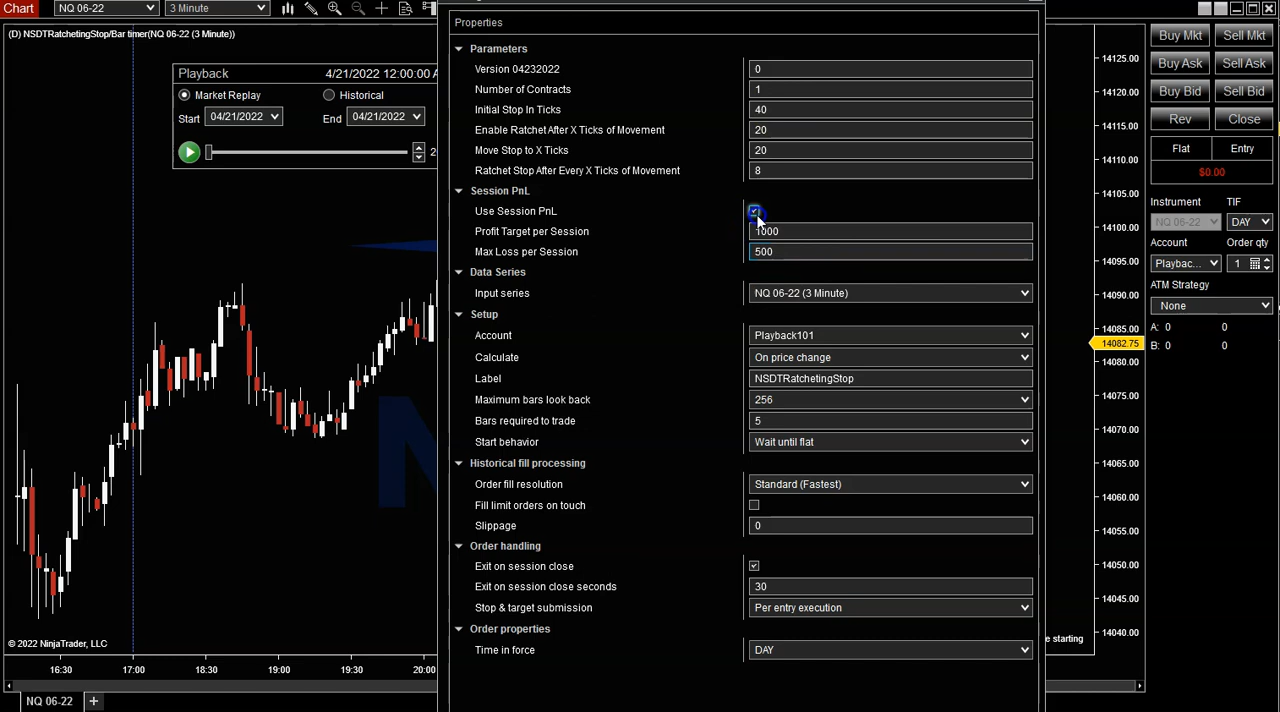 Chart
NQ 06-22
3 Minute
(D) NSDTRatchetingStop/Bar timer(NQ 06-22 (3 Minute))
Playback
4/21/2022 12:00:00
Market Replay
Historical
Start
04/21/2022
End
04/21/2022
© 2022 NinjaTrader, LLC
16:30
17:00
18:30
19:00
19:30
20:00
NQ 06-22
Properties
Parameters
Version 04232022
0
Number of Contracts
1
Initial Stop In Ticks
40
Enable Ratchet After X Ticks of Movement
20
Move Stop to X Ticks
20
Ratchet Stop After Every X Ticks of Movement
8
Session PnL
Use Session PnL
Profit Target per Session
1000
Max Loss per Session
500
Data Series
Input series
NQ 06-22 (3 Minute)
Setup
Account
Playback101
Calculate
On price change
Label
NSDTRatchetingStop
Maximum bars look back
256
Bars required to trade
5
Start behavior
Wait until flat
Historical fill processing
Order fill resolution
Standard (Fastest)
Fill limit orders on touch
Slippage
0
Order handling
Exit on session close
Exit on session close seconds
30
Stop & target submission
Per entry execution
Order properties
Time in force
DAY
14125.00
14120.00
14115.00
14110.00
14105.00
14100.00
14095.00
14090.00
14085.00
14082.75
14080.00
14075.00
14070.00
14065.00
14060.00
14055.00
14050.00
14045.00
14040.00
e starting
Buy Mkt
Sell Mkt
Buy Ask
Sell Ask
Buy Bid
Sell Bid
Rev
Close
Flat
Entry
$0.00
Instrument
TIF
NQ 06-22
DAY
Account
Order qty
Playbac...
1
ATM Strategy
None
A: 0
0
B: 0
0